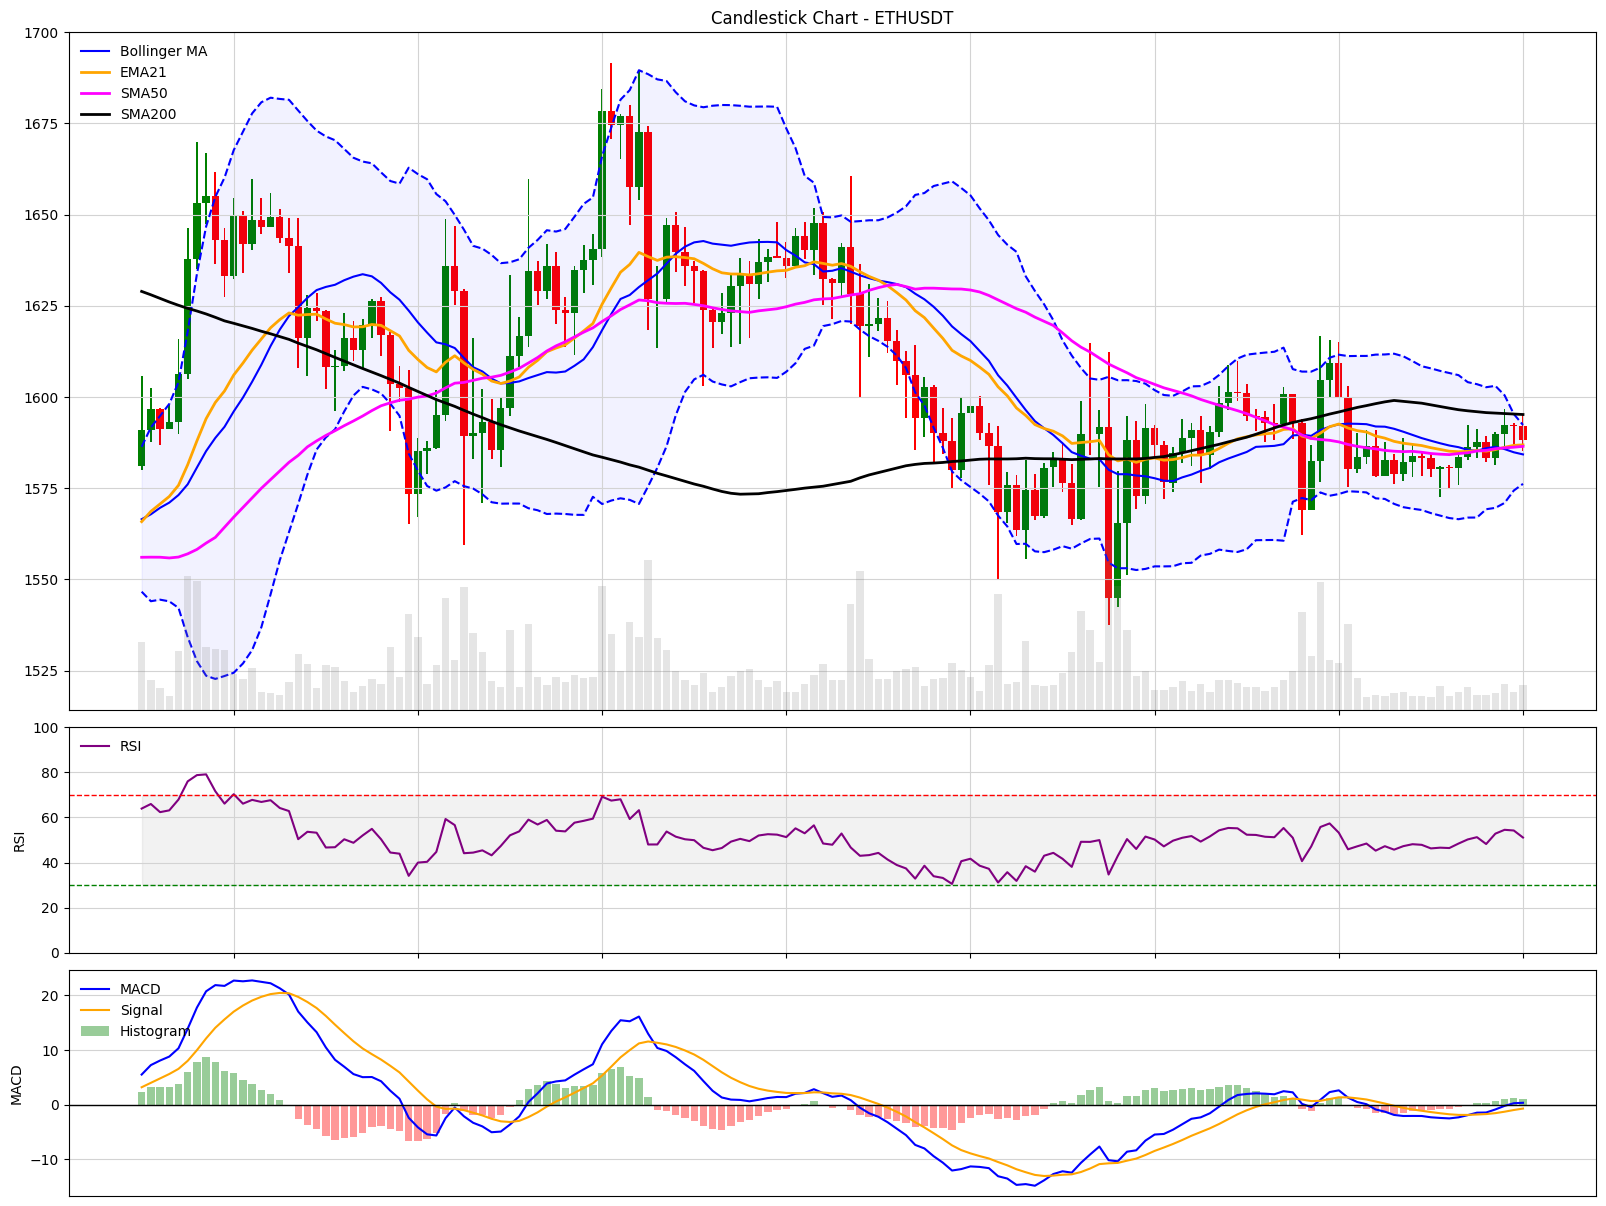 Candlestick Chart - ETHUSDT
1700
1675
1650
1625
1600
1575
1550
1525
Bollinger MA
EMA21
SMA50
SMA200
100
80
60
40
20
0
RSI
RSI
20
10
0
−10
MACD
MACD
Signal
Histogram